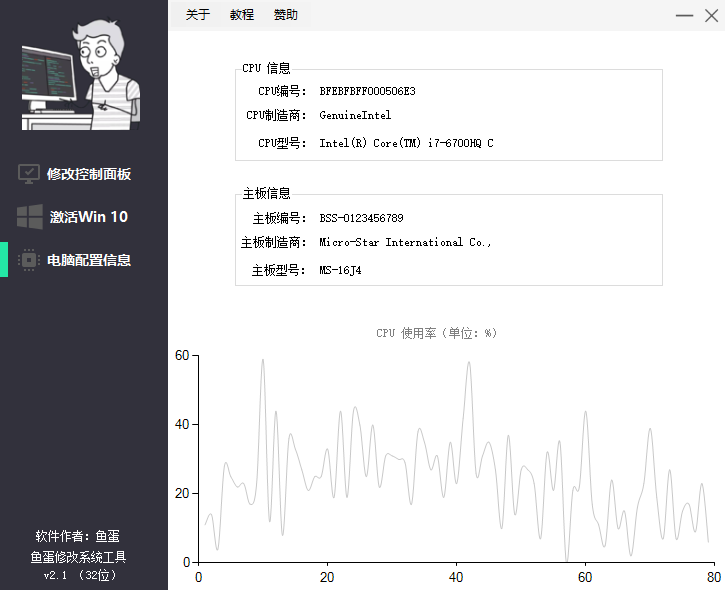 关于 教程 赞助
修改控制面板
激活Win 10
电脑配置信息
软件作者：鱼蛋
鱼蛋修改系统工具
v2.1 （32位）
CPU 信息
CPU编号： BFEBFBFF000506E3
CPU制造商： GenuineIntel
CPU型号： Intel(R) Core(TM) i7-6700HQ C
主板信息
主板编号： BSS-0123456789
主板制造商： Micro-Star International Co.,
主板型号： MS-16J4
CPU 使用率（单位：%）
60
40
20
0
0 20 40 60 80